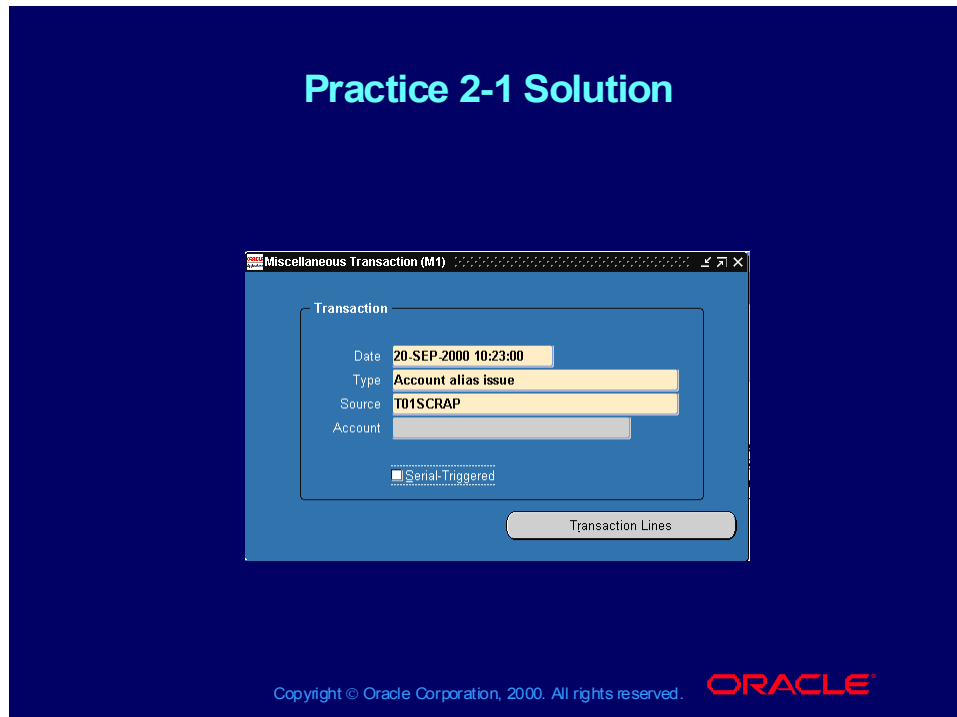 Practice 2-1 Solution
Miscellaneous Transaction (M1)
Transaction
Date 20-SEP-2000 10:23:00
Type Account alias issue
Source T01SCRAP
Account
Serial-Triggered
Transaction Lines
Copyright © Oracle Corporation, 2000. All rights reserved.
ORACLE